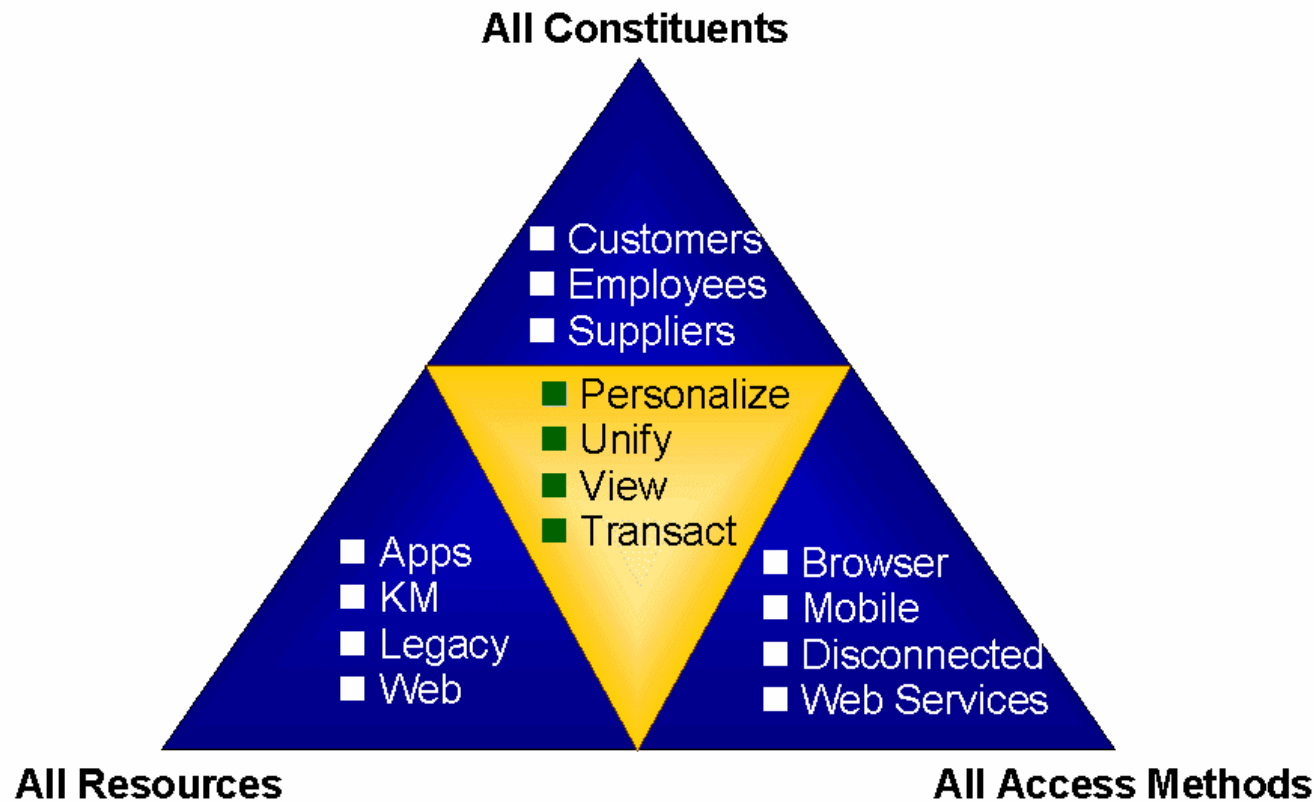 All Constituents
Customers
Employees
Suppliers
Personalize
Unify
View
Transact
Apps
KM
Legacy
Web
Browser
Mobile
Disconnected
Web Services
All Resources
All Access Methods